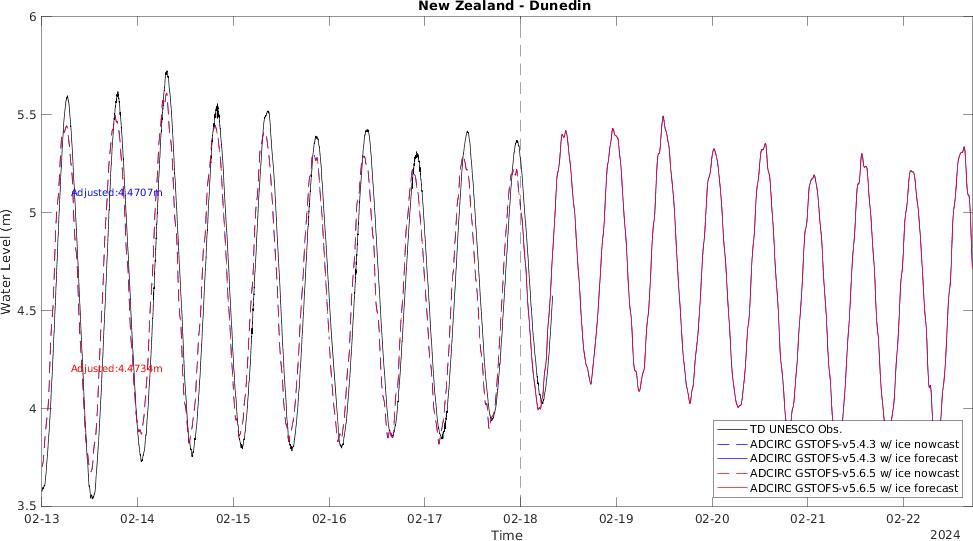 New Zealand - Dunedin
6
5.5
5
4.5
4
3.5
Water Level (m)
Adjusted:4.4707m
Adjusted:4.4734m
TD UNESCO Obs.
ADCIRC GSTOFS-v5.4.3 w/ ice nowcast
ADCIRC GSTOFS-v5.4.3 w/ ice forecast
ADCIRC GSTOFS-v5.6.5 w/ ice nowcast
ADCIRC GSTOFS-v5.6.5 w/ ice forecast
02-13 02-14 02-15 02-16 02-17 02-18 02-19 02-20 02-21 02-22
Time
2024